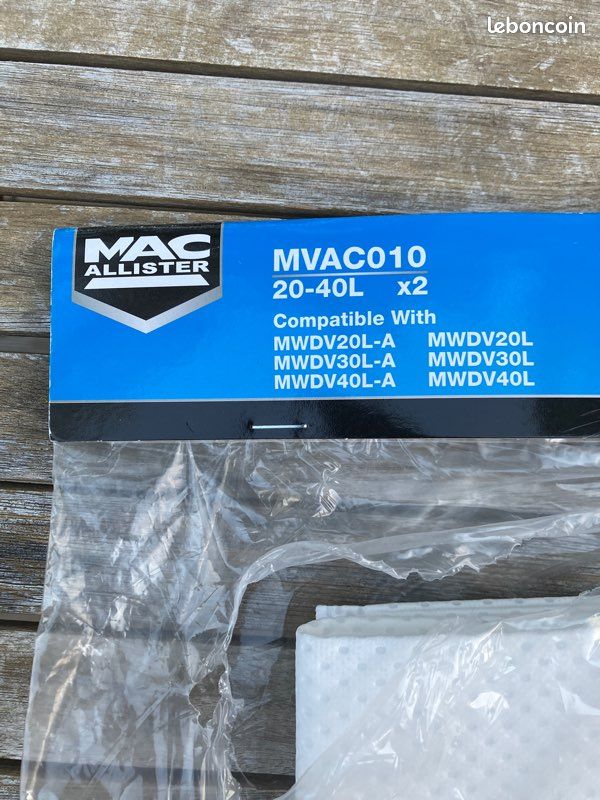 leboncoin
MAC
ALLISTER
MVAC010
20-40L x2
Compatible With
MWDV20L-A MWDV20L
MWDV30L-A MWDV30L
MWDV40L-A MWDV40L